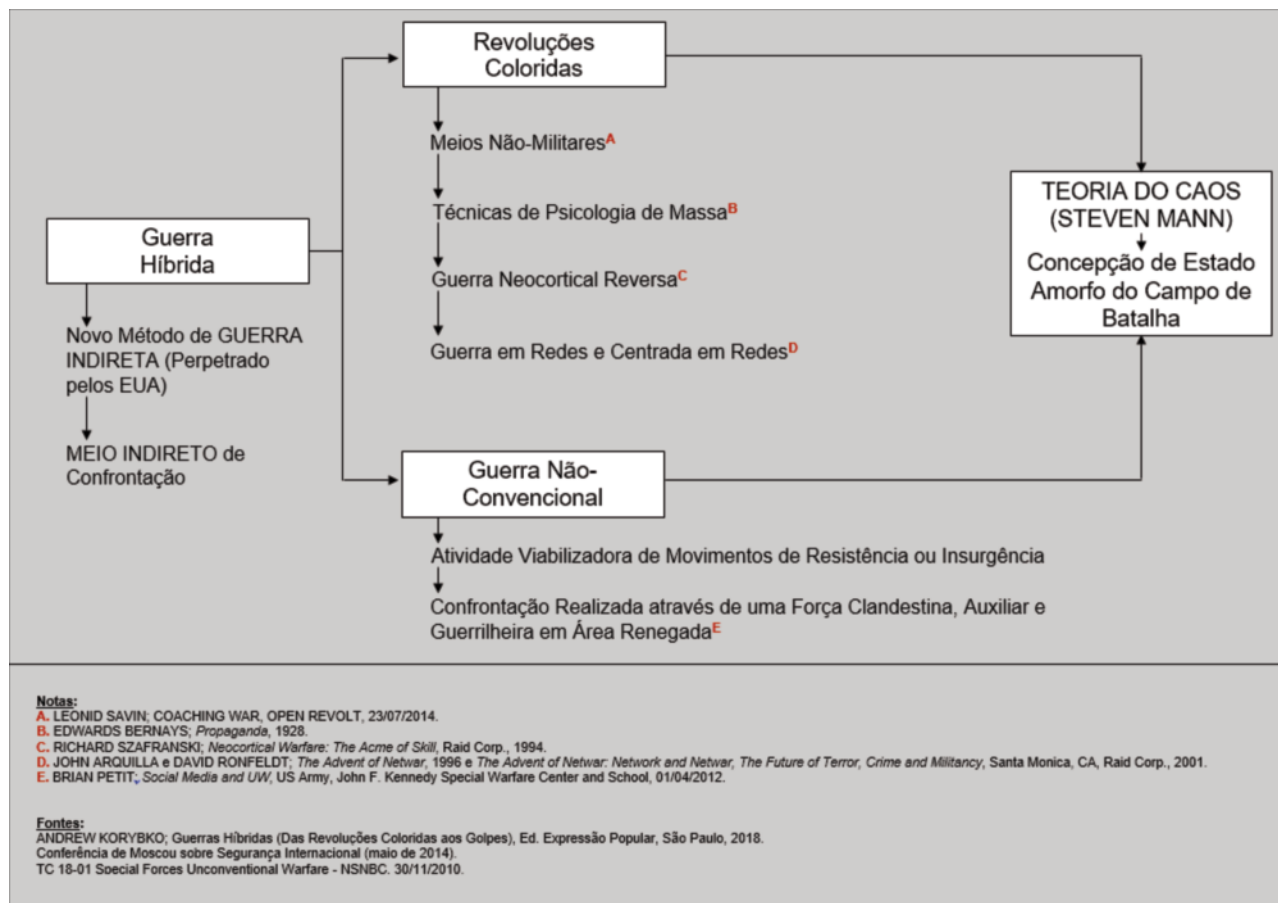 Revoluções
Coloridas
Meios Não-Militares^A
Técnicas de Psicologia de Massa^B
Guerra Neocortical Reversa^C
Guerra em Redes e Centrada em Redes^D
Guerra
Híbrida
Novo Método de GUERRA
INDIRETA (Perpetrado
pelos EUA)
MEIO INDIRETO de
Confrontação
TEORIA DO CAOS
(STEVEN MANN)
Concepção de Estado
Amorfo do Campo de
Batalha
Guerra Não-
Convencional
Atividade Viabilizadora de Movimentos de Resistência ou Insurgência
Confrontação Realizada através de uma Força Clandestina, Auxiliar e
Guerrilheira em Área Renegada^E
Notas:
A. LEONID SAVIN; COACHING WAR, OPEN REVOLT, 23/07/2014.
B. EDWARDS BERNAYS; Propaganda, 1928.
C. RICHARD SZAFRANSKI; Neocortical Warfare: The Acme of Skill, Raid Corp., 1994.
D. JOHN ARQUILLA e DAVID RONFELDT; The Advent of Netwar, 1996 e The Advent of Netwar: Network and Netwar, The Future of Terror, Crime and Militancy, Santa Monica, CA, Raid Corp., 2001.
E. BRIAN PETIT; Social Media and UW, US Army, John F. Kennedy Special Warfare Center and School, 01/04/2012.
Fontes:
ANDREW KORYBKO; Guerras Híbridas (Das Revoluções Coloridas aos Golpes), Ed. Expressão Popular, São Paulo, 2018.
Conferência de Moscou sobre Segurança Internacional (maio de 2014).
TC 18-01 Special Forces Unconventional Warfare - NSNBC. 30/11/2010.